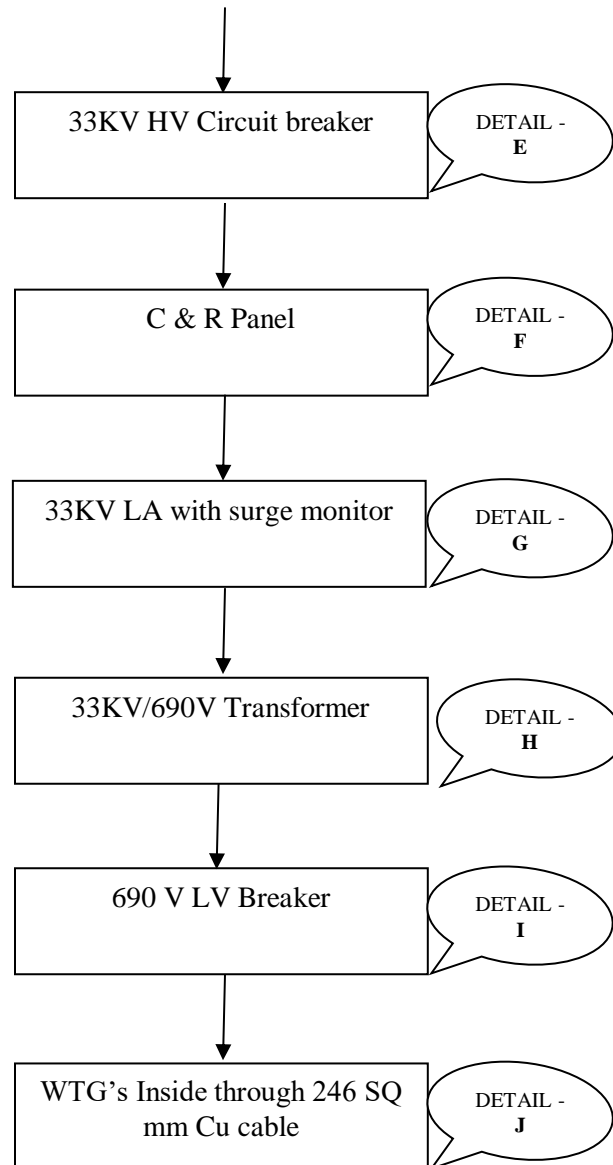 33KV HV Circuit breaker
DETAIL -
E
C & R Panel
DETAIL -
F
33KV LA with surge monitor
DETAIL -
G
33KV/690V Transformer
DETAIL -
H
690 V LV Breaker
DETAIL -
I
WTG's Inside through 246 SQ
mm Cu cable
DETAIL -
J